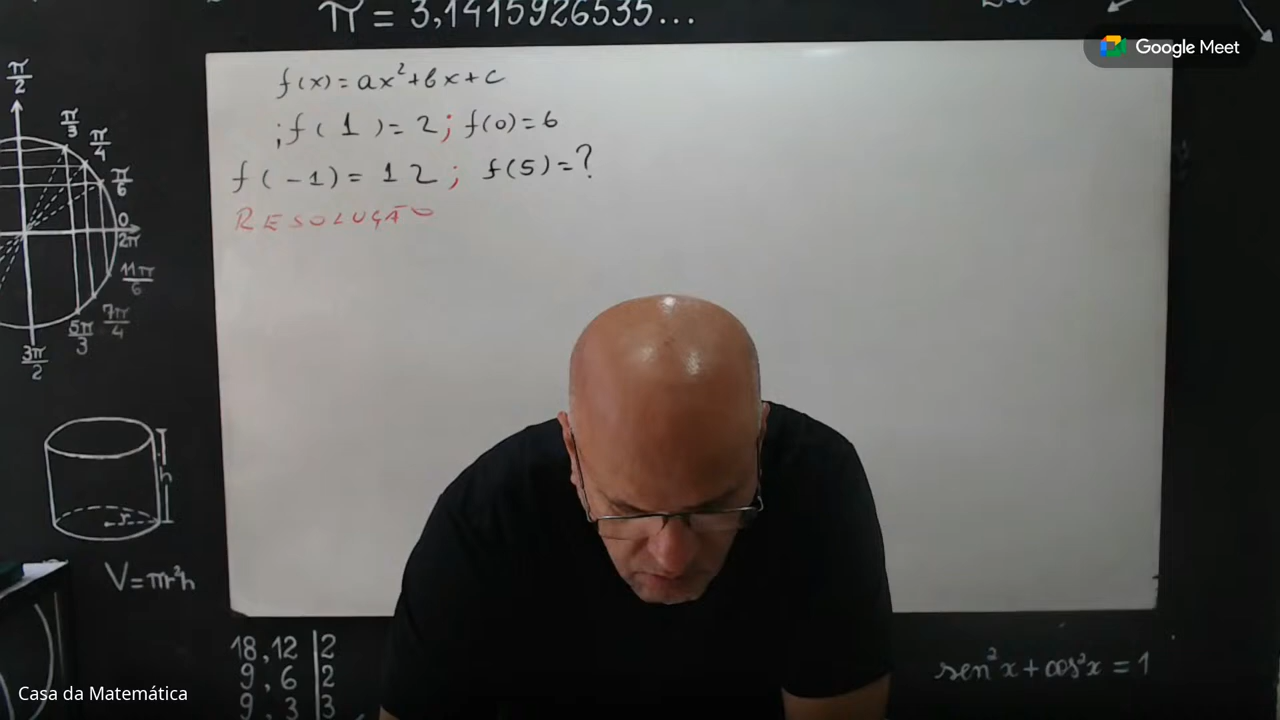 π = 3,1415926535...
Google Meet
f(x)=ax²+bx+c
;f( 1 )= 2; f(0)=6
f(-1)= 12; f(5)=?
RESOLUÇÃO
π/2
π/3
π/4
π/6
0
2π
11π/6
7π/4
5π/3
3π/2
h
r
V=πr²h
18,12 | 2
9, 6 | 2
9, 3 | 3
sen²x + cos²x = 1
Casa da Matemática